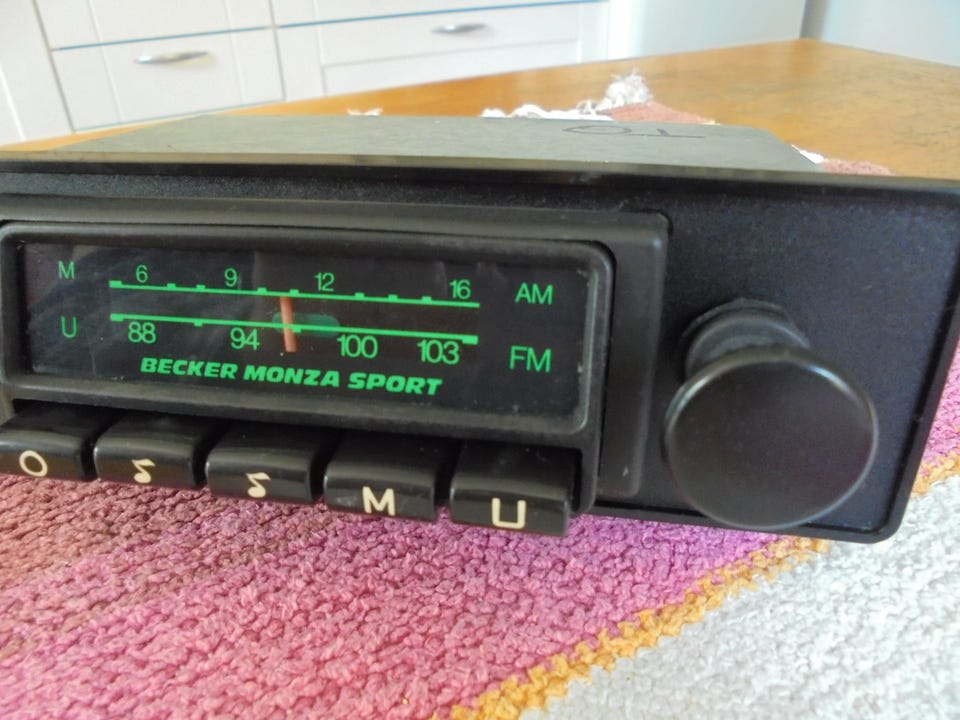 M 6 9 12 16 AM
U 88 94 100 103 FM
BECKER MONZA SPORT
O M U